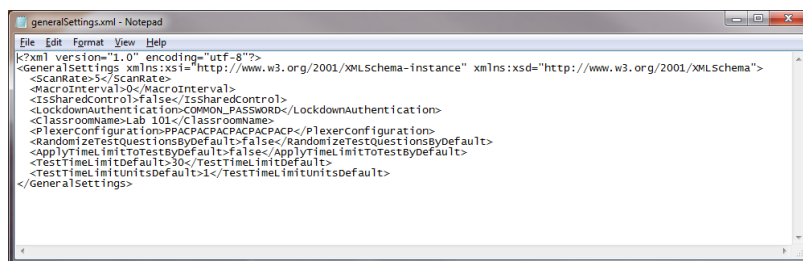 generalSettings.xml - Notepad
File Edit Format View Help
<?xml version="1.0" encoding="utf-8"?>
<GeneralSettings xmlns:xsi="http://www.w3.org/2001/XMLSchema-instance" xmlns:xsd="http://www.w3.org/2001/XMLSchema">
<ScanRate>5</ScanRate>
<MacroInterval>0</MacroInterval>
<IsSharedControl>false</IsSharedControl>
<LockdownAuthentication>COMMON_PASSWORD</LockdownAuthentication>
<ClassroomName>Lab 101</ClassroomName>
<PlexerConfiguration>PPACPACPACPACPACPACP</PlexerConfiguration>
<RandomizeTestQuestionsByDefault>false</RandomizeTestQuestionsByDefault>
<ApplyTimeLimitToTestByDefault>false</ApplyTimeLimitToTestByDefault>
<TestTimeLimitDefault>30</TestTimeLimitDefault>
<TestTimeLimitUnitsDefault>1</TestTimeLimitUnitsDefault>
</GeneralSettings>